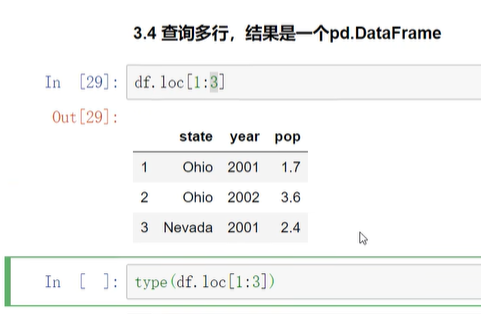 3.4 查询多行，结果是一个pd.DataFrame
In [29]: df.loc[1:3]
Out[29]:
state year pop
1 Ohio 2001 1.7
2 Ohio 2002 3.6
3 Nevada 2001 2.4
In [ ]: type(df.loc[1:3])